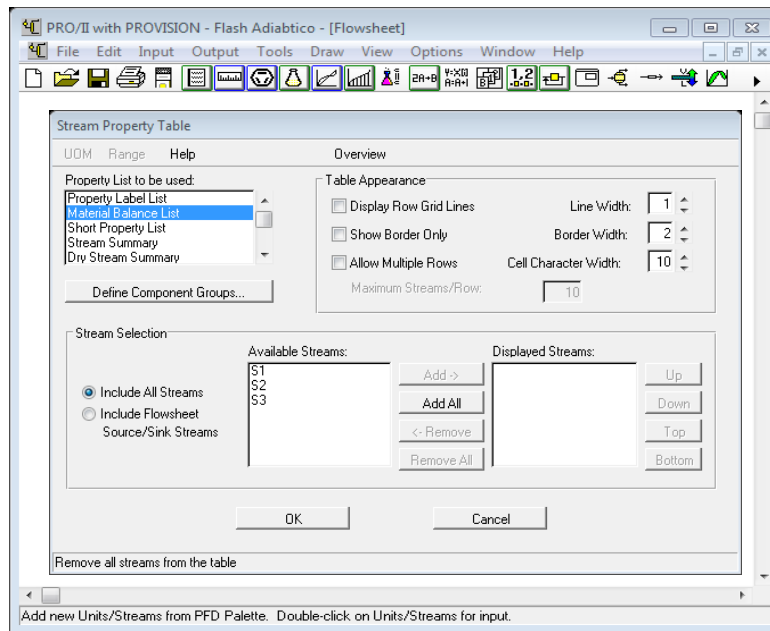 PRO/II with PROVISION - Flash Adiabtico - [Flowsheet]
File Edit Input Output Tools Draw View Options Window Help
2A+B
1.2
Stream Property Table
UOM Range Help Overview
Property List to be used:
Property Label List
Material Balance List
Short Property List
Stream Summary
Dry Stream Summary
Define Component Groups...
Table Appearance
Display Row Grid Lines Line Width: 1
Show Border Only Border Width: 2
Allow Multiple Rows Cell Character Width: 10
Maximum Streams/Row: 10
Stream Selection
Include All Streams
Include Flowsheet
Source/Sink Streams
Available Streams:
S1
S2
S3
Add ->
Add All
<- Remove
Remove All
Displayed Streams:
Up
Down
Top
Bottom
OK Cancel
Remove all streams from the table
Add new Units/Streams from PFD Palette. Double-click on Units/Streams for input.